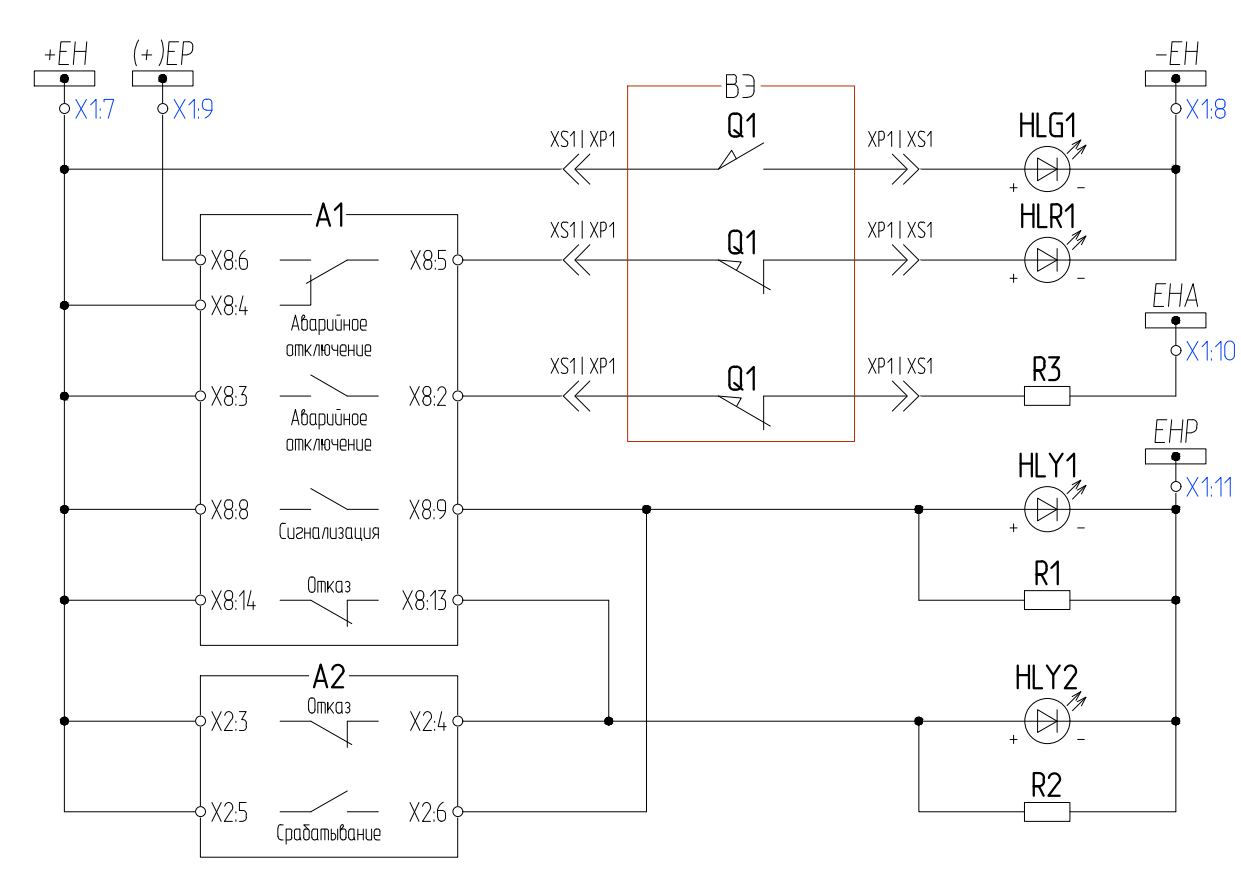 +EH (+)EP -EH
X1:7 X1:9 X1:8
ВЭ
XS1|XP1 Q1 XP1|XS1 HLG1
+ -
A1
XS1|XP1 Q1 XP1|XS1 HLR1
+ -
X8:6 X8:5
X8:4
Аварийное
отключение
EHA
X1:10
XS1|XP1 Q1 XP1|XS1 R3
X8:3 X8:2
Аварийное
отключение
EHP
X1:11
HLY1
+ -
X8:8 X8:9
Сигнализация
R1
Отказ
X8:14 X8:13
A2
HLY2
+ -
Отказ
X2:3 X2:4
R2
X2:5 X2:6
Срабатывание